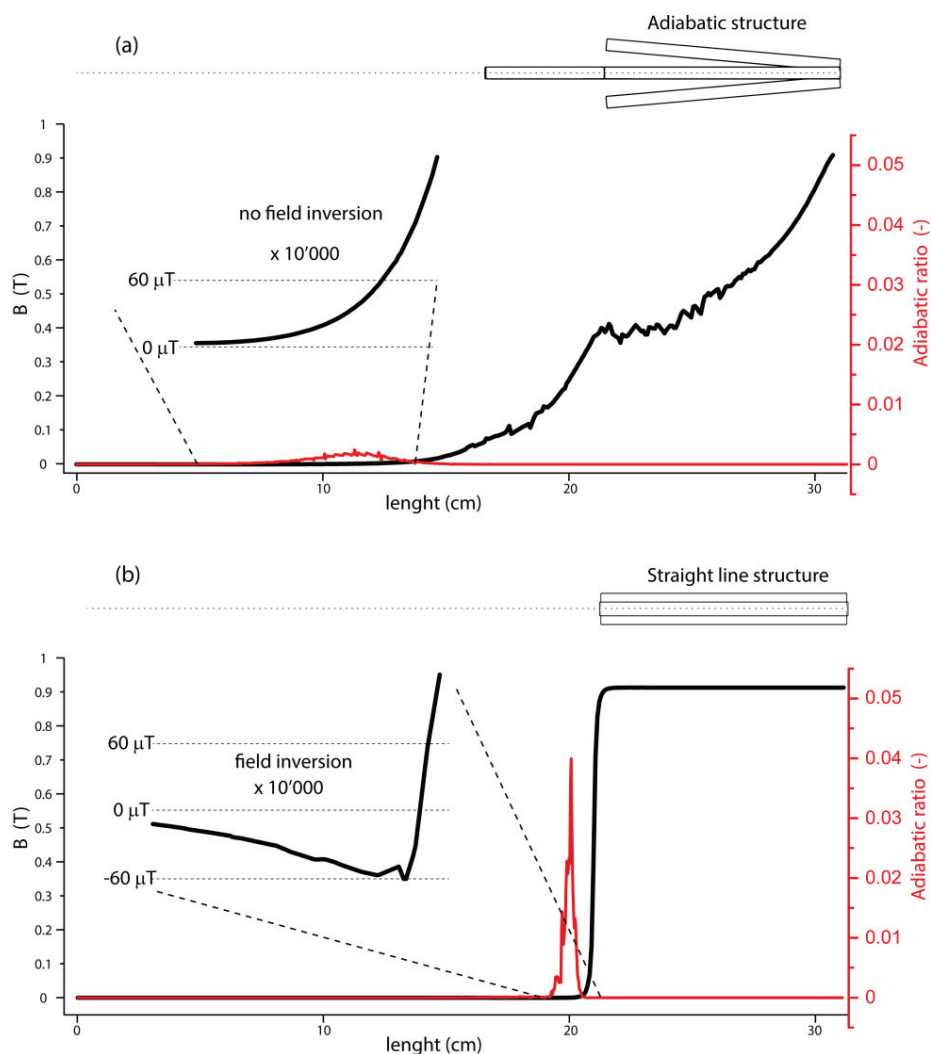 (a)
Adiabatic structure
1
0.9
0.8
0.7
0.6
0.5
0.4
0.3
0.2
0.1
0
B (T)
no field inversion
x 10’000
60 μT
0 μT
0.05
0.04
0.03
0.02
0.01
0
Adiabatic ratio (-)
0
10
20
30
lenght (cm)
(b)
Straight line structure
1
0.9
0.8
0.7
0.6
0.5
0.4
0.3
0.2
0.1
0
B (T)
60 μT
field inversion
x 10’000
0 μT
-60 μT
0.05
0.04
0.03
0.02
0.01
0
Adiabatic ratio (-)
0
10
20
30
lenght (cm)